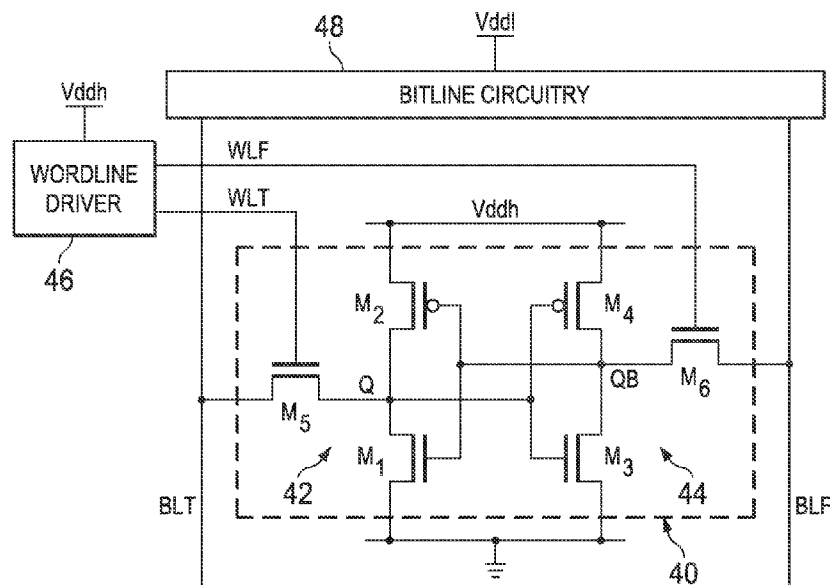 48
Vddl
BITLINE CIRCUITRY
Vddh
WORDLINE
DRIVER
46
WLF
WLT
Vddh
M2
M4
M5
Q
QB
M6
M1
M3
42
44
BLT
BLF
40